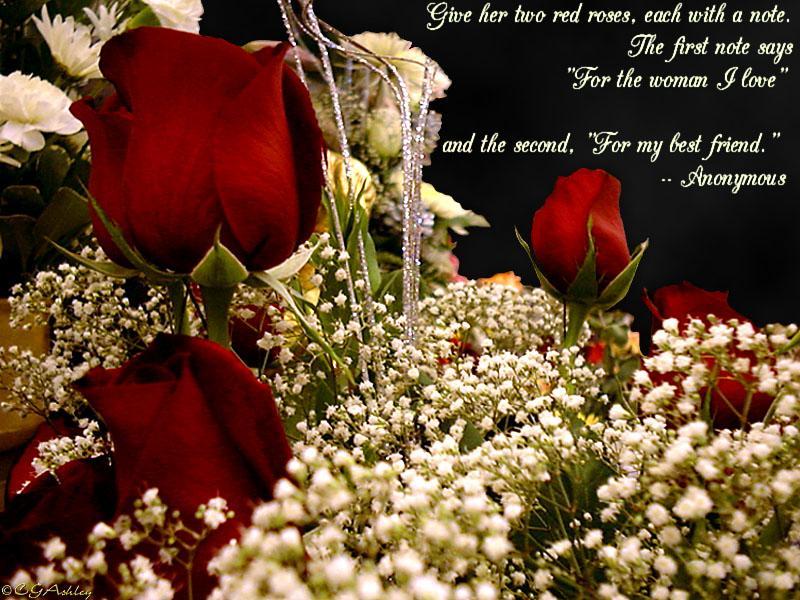 Give her two red roses, each with a note.
The first note says
"For the woman I love"
and the second, "For my best friend."
-- Anonymous
©CGAshley